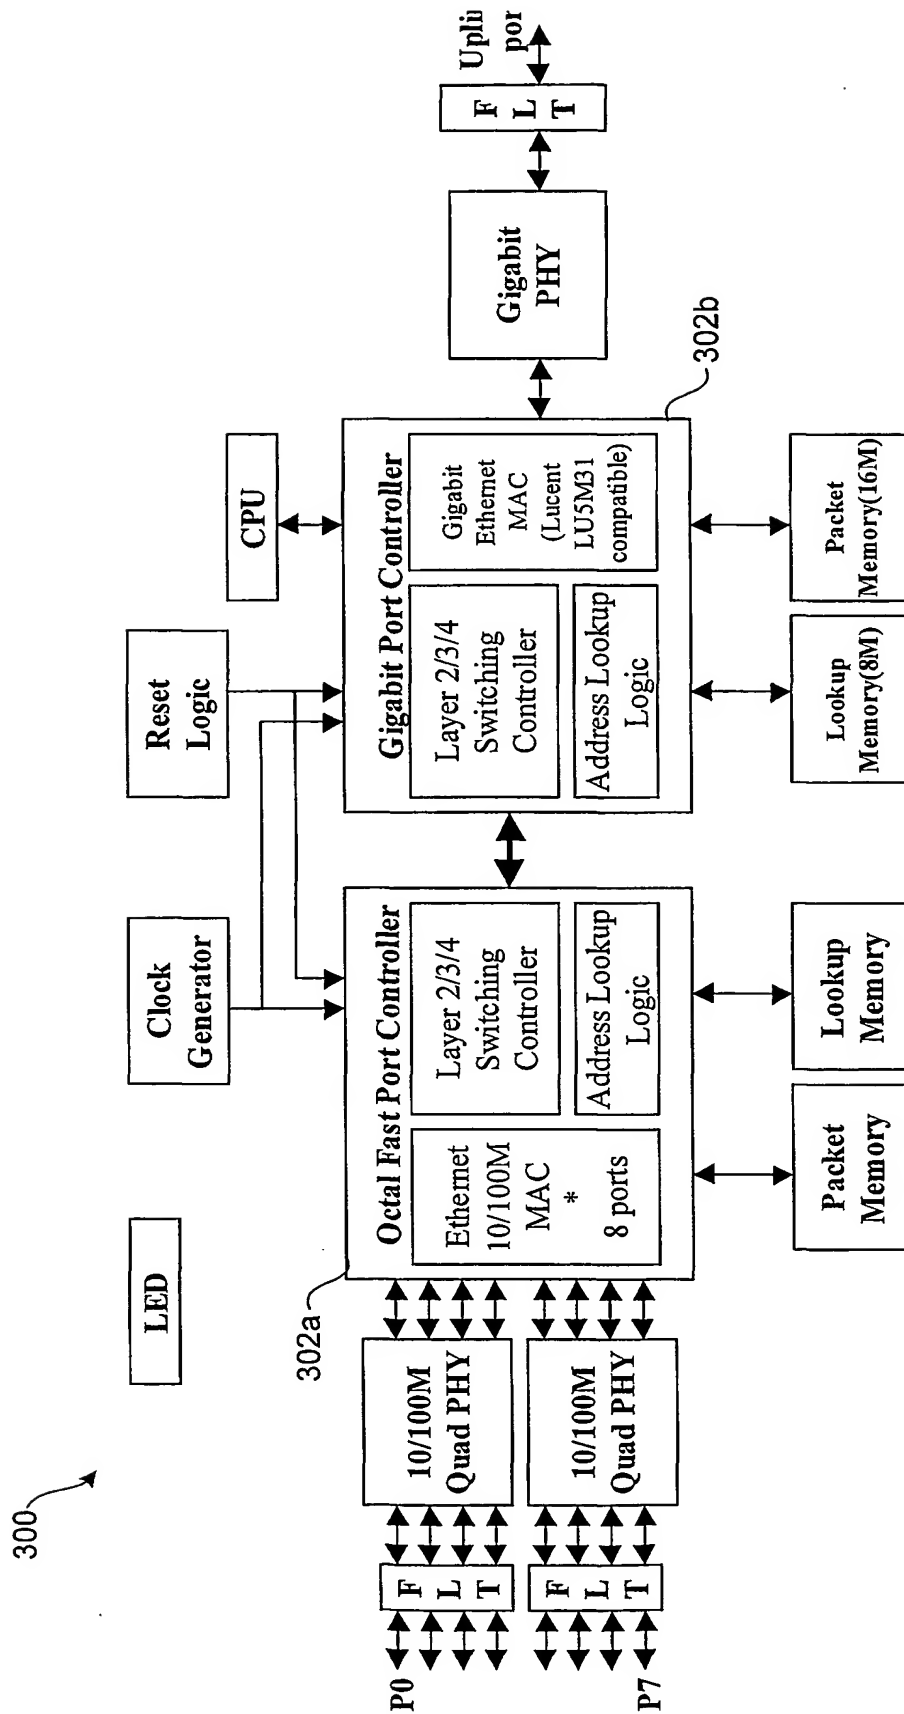 300
LED
Clock
Generator
Reset
Logic
CPU
302a
Octal Fast Port Controller
Ethernet
10/100M
MAC
*
8 ports
Layer 2/3/4
Switching
Controller
Address Lookup
Logic
Gigabit Port Controller
Layer 2/3/4
Switching
Controller
Address Lookup
Logic
Gigabit
Ethernet
MAC
(Lucent
LU5M31
compatible)
302b
P0
F
L
T
10/100M
Quad PHY
P7
F
L
T
10/100M
Quad PHY
Gigabit
PHY
F
L
T
Upli
por
Packet
Memory
Lookup
Memory
Lookup
Memory(8M)
Packet
Memory(16M)